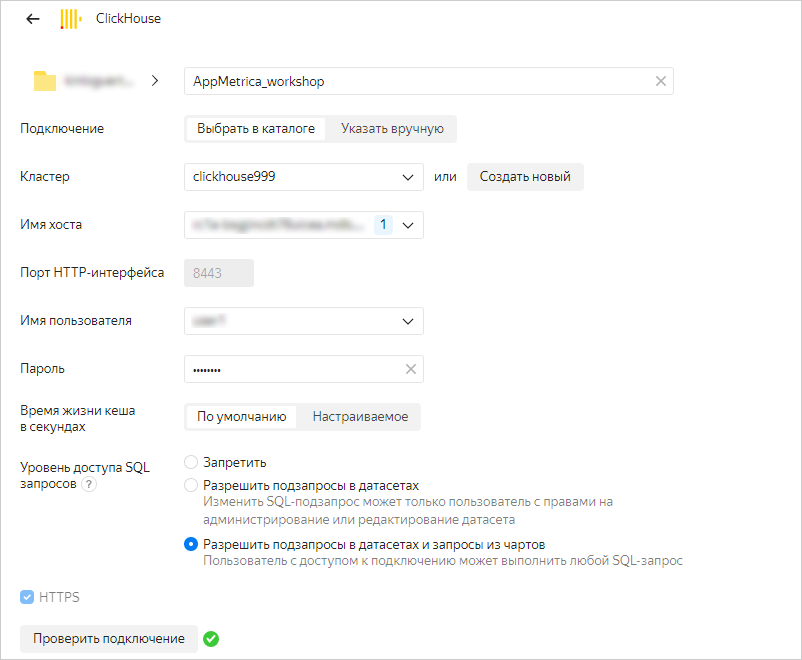 ClickHouse
AppMetrica_workshop
Подключение
Выбрать в каталоге
Указать вручную
Кластер
clickhouse999
или
Создать новый
Имя хоста
1
Порт HTTP-интерфейса
8443
Имя пользователя
Пароль
Время жизни кеша
в секундах
По умолчанию
Настраиваемое
Уровень доступа SQL
запросов ?
Запретить
Разрешить подзапросы в датасетах
Изменить SQL-подзапрос может только пользователь с правами на
администрирование или редактирование датасета
Разрешить подзапросы в датасетах и запросы из чартов
Пользователь с доступом к подключению может выполнить любой SQL-запрос
HTTPS
Проверить подключение